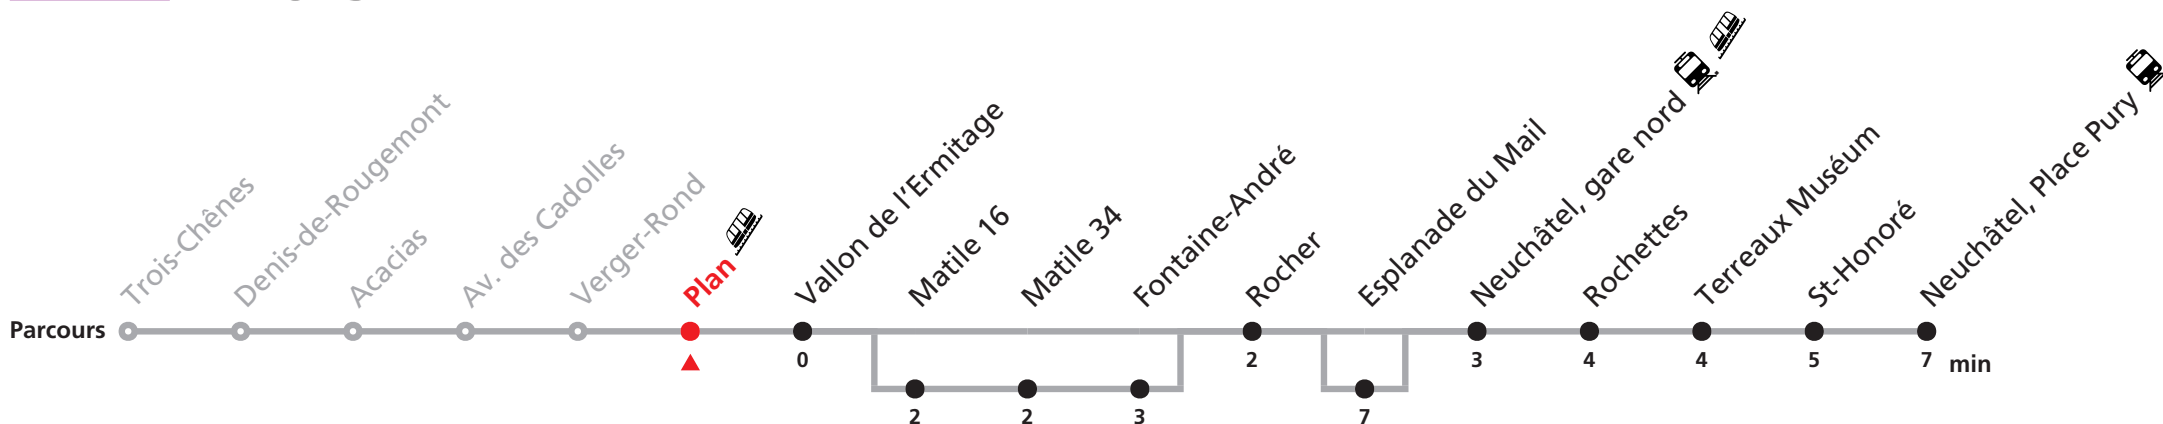 Trois-Chênes
Denis-de-Rougemont
Acacias
Av. des Cadolles
Verger-Rond
Plan
Vallon de l'Ermitage
Matile 16
Matile 34
Fontaine-André
Rocher
Esplanade du Mail
Neuchâtel, gare nord
Rochettes
Terreaux Muséum
St-Honoré
Neuchâtel, Place Pury
Parcours
0 2 3 4 4 5 7 min
2 2 3 7